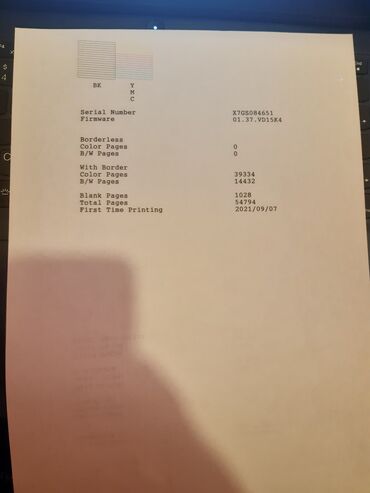 BK Y
M
C
Serial Number X7GS084651
Firmware 01.37.VD15K4
Borderless
Color Pages 0
B/W Pages 0
With Border
Color Pages 39334
B/W Pages 14432
Blank Pages 1028
Total Pages 54794
First Time Printing 2021/09/07